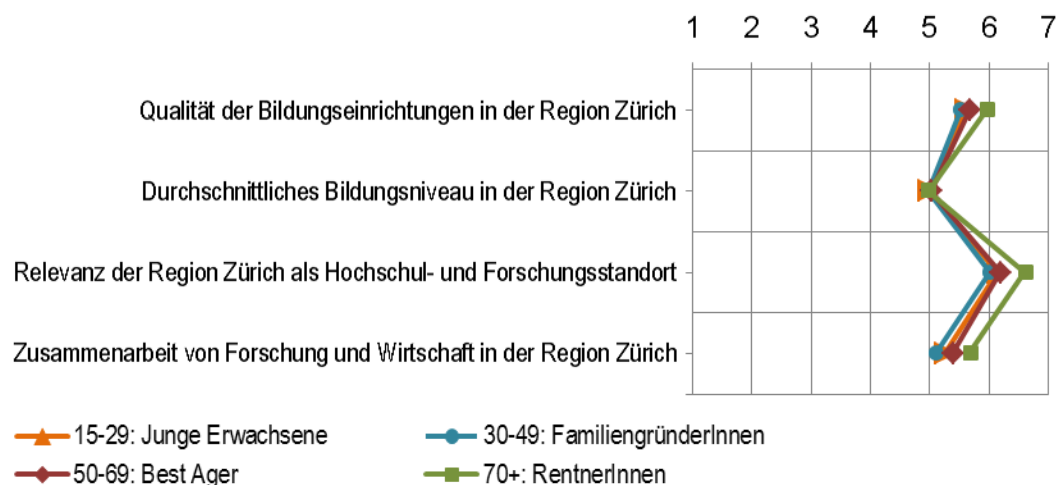 1 2 3 4 5 6 7
Qualität der Bildungseinrichtungen in der Region Zürich
Durchschnittliches Bildungsniveau in der Region Zürich
Relevanz der Region Zürich als Hochschul- und Forschungsstandort
Zusammenarbeit von Forschung und Wirtschaft in der Region Zürich
15-29: Junge Erwachsene 30-49: FamiliengründerInnen
50-69: Best Ager 70+: RentnerInnen